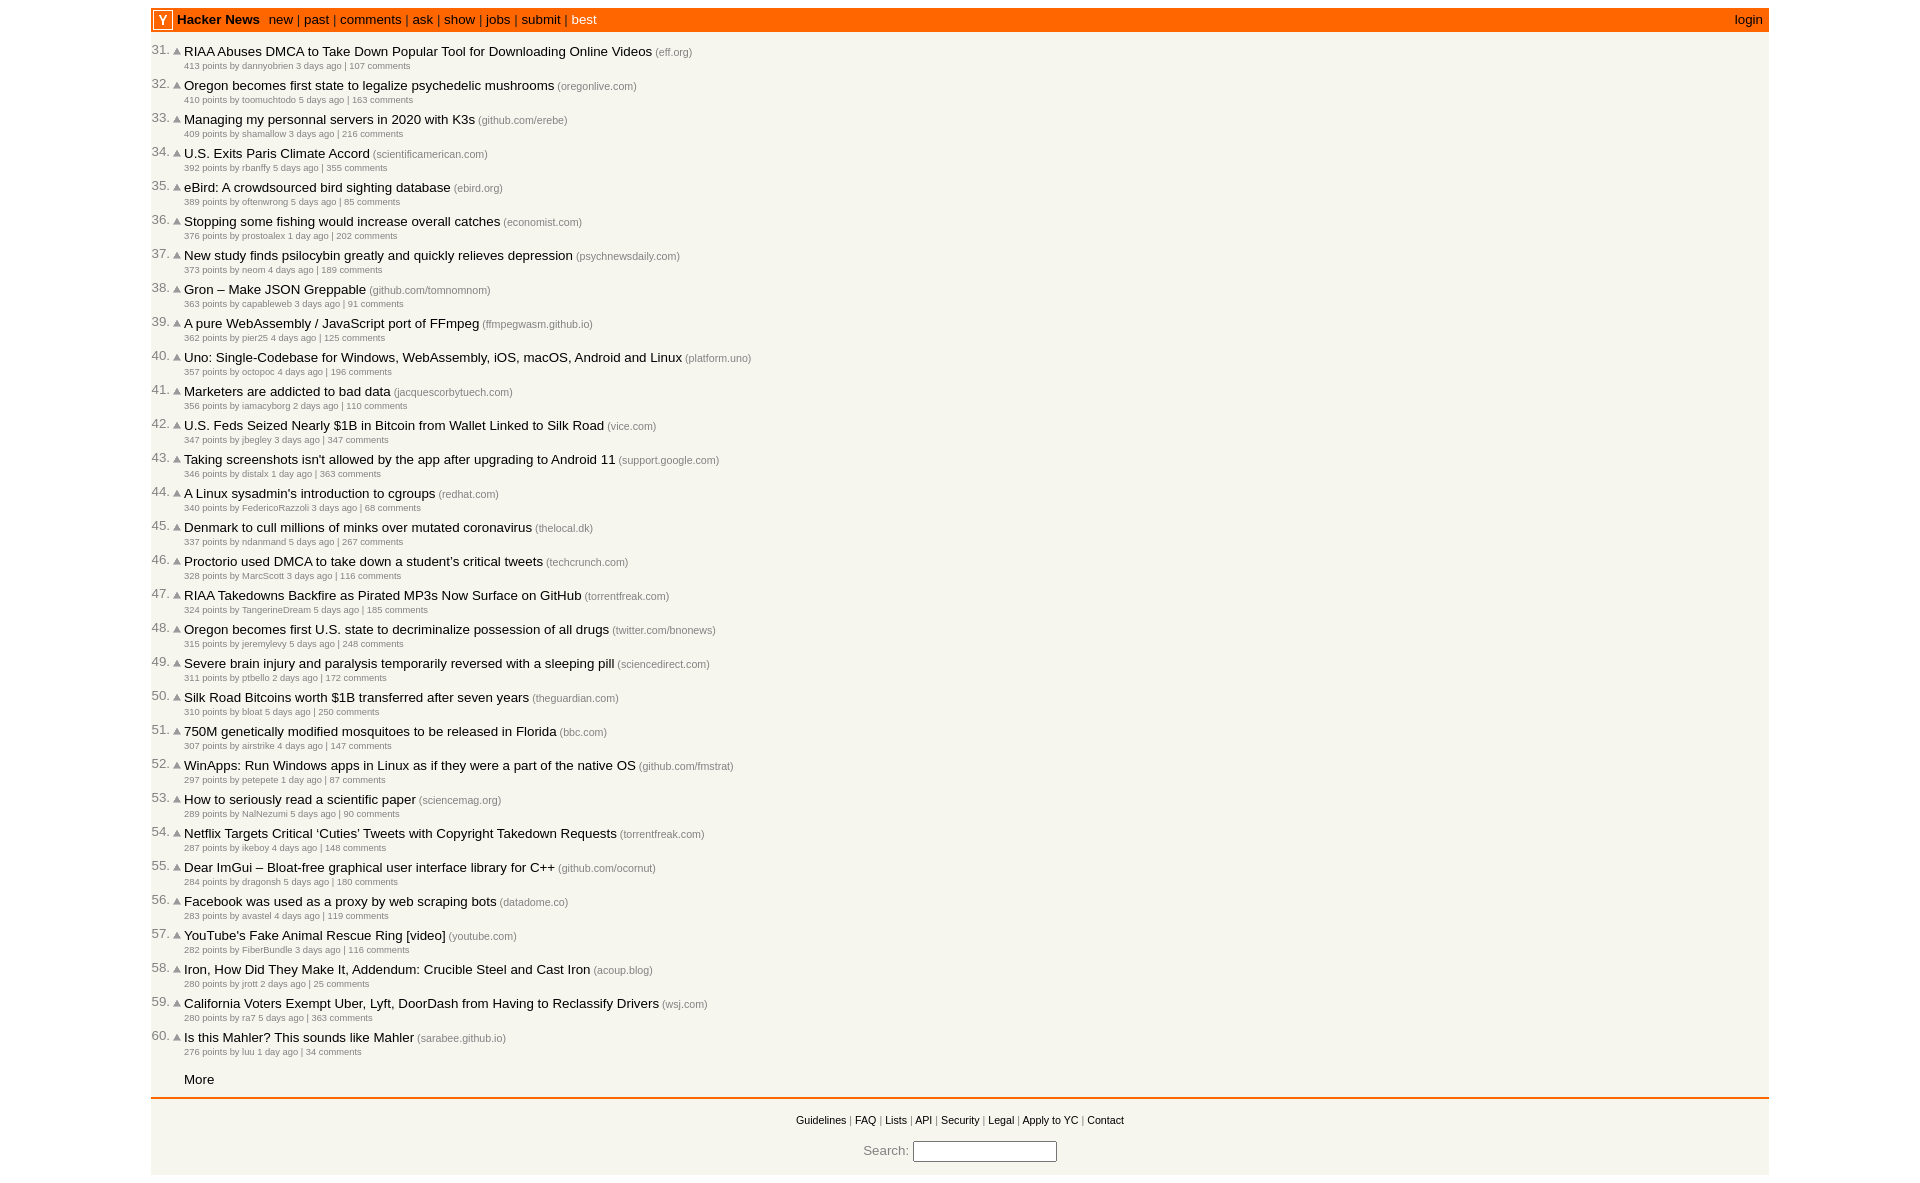 Y Hacker News new | past | comments | ask | show | jobs | submit | best login
31. RIAA Abuses DMCA to Take Down Popular Tool for Downloading Online Videos (eff.org)
413 points by dannyobrien 3 days ago | 107 comments
32. Oregon becomes first state to legalize psychedelic mushrooms (oregonlive.com)
410 points by toomuchtodo 5 days ago | 163 comments
33. Managing my personnal servers in 2020 with K3s (github.com/erebe)
409 points by shamallow 3 days ago | 216 comments
34. U.S. Exits Paris Climate Accord (scientificamerican.com)
392 points by rbanffy 5 days ago | 355 comments
35. eBird: A crowdsourced bird sighting database (ebird.org)
389 points by oftenwrong 5 days ago | 85 comments
36. Stopping some fishing would increase overall catches (economist.com)
376 points by prostoalex 1 day ago | 202 comments
37. New study finds psilocybin greatly and quickly relieves depression (psychnewsdaily.com)
373 points by neom 4 days ago | 189 comments
38. Gron – Make JSON Greppable (github.com/tomnomnom)
363 points by capableweb 3 days ago | 91 comments
39. A pure WebAssembly / JavaScript port of FFmpeg (ffmpegwasm.github.io)
362 points by pier25 4 days ago | 125 comments
40. Uno: Single-Codebase for Windows, WebAssembly, iOS, macOS, Android and Linux (platform.uno)
357 points by octopoc 4 days ago | 196 comments
41. Marketers are addicted to bad data (jacquescorbytuech.com)
356 points by iamacyborg 2 days ago | 110 comments
42. U.S. Feds Seized Nearly $1B in Bitcoin from Wallet Linked to Silk Road (vice.com)
347 points by jbegley 3 days ago | 347 comments
43. Taking screenshots isn't allowed by the app after upgrading to Android 11 (support.google.com)
346 points by distalx 1 day ago | 363 comments
44. A Linux sysadmin's introduction to cgroups (redhat.com)
340 points by FedericoRazzoli 3 days ago | 68 comments
45. Denmark to cull millions of minks over mutated coronavirus (thelocal.dk)
337 points by ndanmand 5 days ago | 267 comments
46. Proctorio used DMCA to take down a student's critical tweets (techcrunch.com)
328 points by MarcScott 3 days ago | 116 comments
47. RIAA Takedowns Backfire as Pirated MP3s Now Surface on GitHub (torrentfreak.com)
324 points by TangerineDream 5 days ago | 185 comments
48. Oregon becomes first U.S. state to decriminalize possession of all drugs (twitter.com/bnonews)
315 points by jeremylevy 5 days ago | 248 comments
49. Severe brain injury and paralysis temporarily reversed with a sleeping pill (sciencedirect.com)
311 points by ptbello 2 days ago | 172 comments
50. Silk Road Bitcoins worth $1B transferred after seven years (theguardian.com)
310 points by bloat 5 days ago | 250 comments
51. 750M genetically modified mosquitoes to be released in Florida (bbc.com)
307 points by airstrike 4 days ago | 147 comments
52. WinApps: Run Windows apps in Linux as if they were a part of the native OS (github.com/fmstrat)
297 points by petepete 1 day ago | 87 comments
53. How to seriously read a scientific paper (sciencemag.org)
289 points by NalNezumi 5 days ago | 90 comments
54. Netflix Targets Critical ‘Cuties’ Tweets with Copyright Takedown Requests (torrentfreak.com)
287 points by ikeboy 4 days ago | 148 comments
55. Dear ImGui – Bloat-free graphical user interface library for C++ (github.com/ocornut)
284 points by dragonsh 5 days ago | 180 comments
56. Facebook was used as a proxy by web scraping bots (datadome.co)
283 points by avastel 4 days ago | 119 comments
57. YouTube's Fake Animal Rescue Ring [video] (youtube.com)
282 points by FiberBundle 3 days ago | 116 comments
58. Iron, How Did They Make It, Addendum: Crucible Steel and Cast Iron (acoup.blog)
280 points by jrott 2 days ago | 25 comments
59. California Voters Exempt Uber, Lyft, DoorDash from Having to Reclassify Drivers (wsj.com)
280 points by ra7 5 days ago | 363 comments
60. Is this Mahler? This sounds like Mahler (sarabee.github.io)
276 points by luu 1 day ago | 34 comments
More
Guidelines | FAQ | Lists | API | Security | Legal | Apply to YC | Contact
Search: